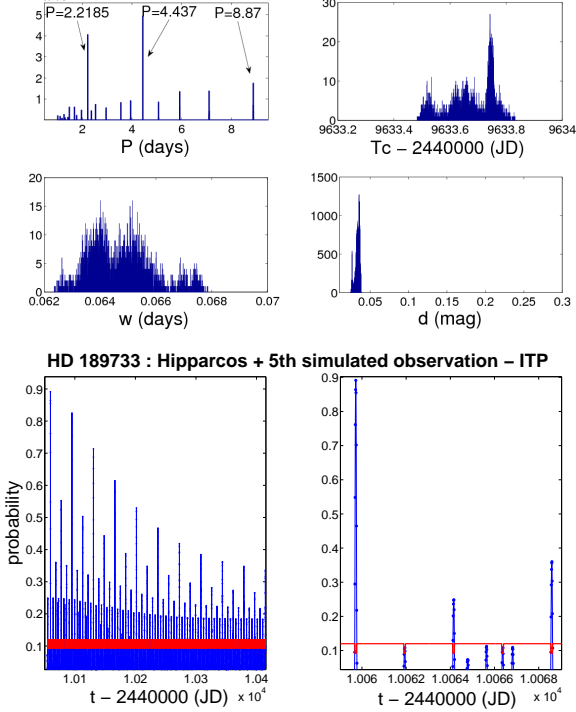 P=2.2185
P=4.437
P=8.87
5
4
3
2
1
2 4 6 8
P (days)
30
20
10
0
9633.2 9633.4 9633.6 9633.8 9634
Tc − 2440000 (JD)
20
15
10
5
0
0.062 0.064 0.066 0.068 0.07
w (days)
1500
1000
500
0
0.05 0.1 0.15 0.2 0.25 0.3
d (mag)
HD 189733 : Hipparcos + 5th simulated observation − ITP
probability
0.9
0.8
0.7
0.6
0.5
0.4
0.3
0.2
0.1
1.01 1.02 1.03 1.04
t − 2440000 (JD) x 10⁴
0.9
0.8
0.7
0.6
0.5
0.4
0.3
0.2
0.1
1.006 1.0062 1.0064 1.0066 1.0068
t − 2440000 (JD) x 10⁴